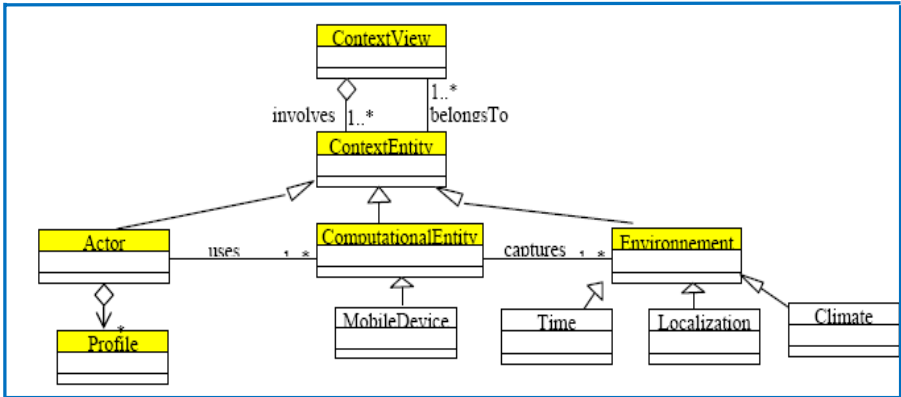 ContextView
1..*
involves 1..* belongsTo
ContextEntity
Actor uses 1..* ComputationalEntity captures 1..* Environnement
MobileDevice Time Localization Climate
*
Profile